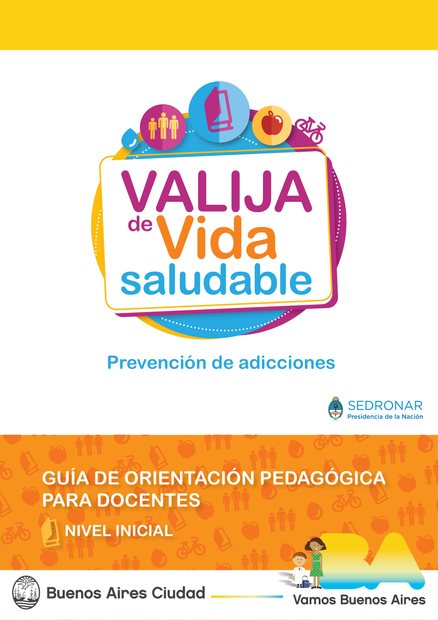 VALIJA
de Vida
saludable
Prevención de adicciones
SEDRONAR
Presidencia de la Nación
GUÍA DE ORIENTACIÓN PEDAGÓGICA
PARA DOCENTES
NIVEL INICIAL
BA
Buenos Aires Ciudad
Vamos Buenos Aires